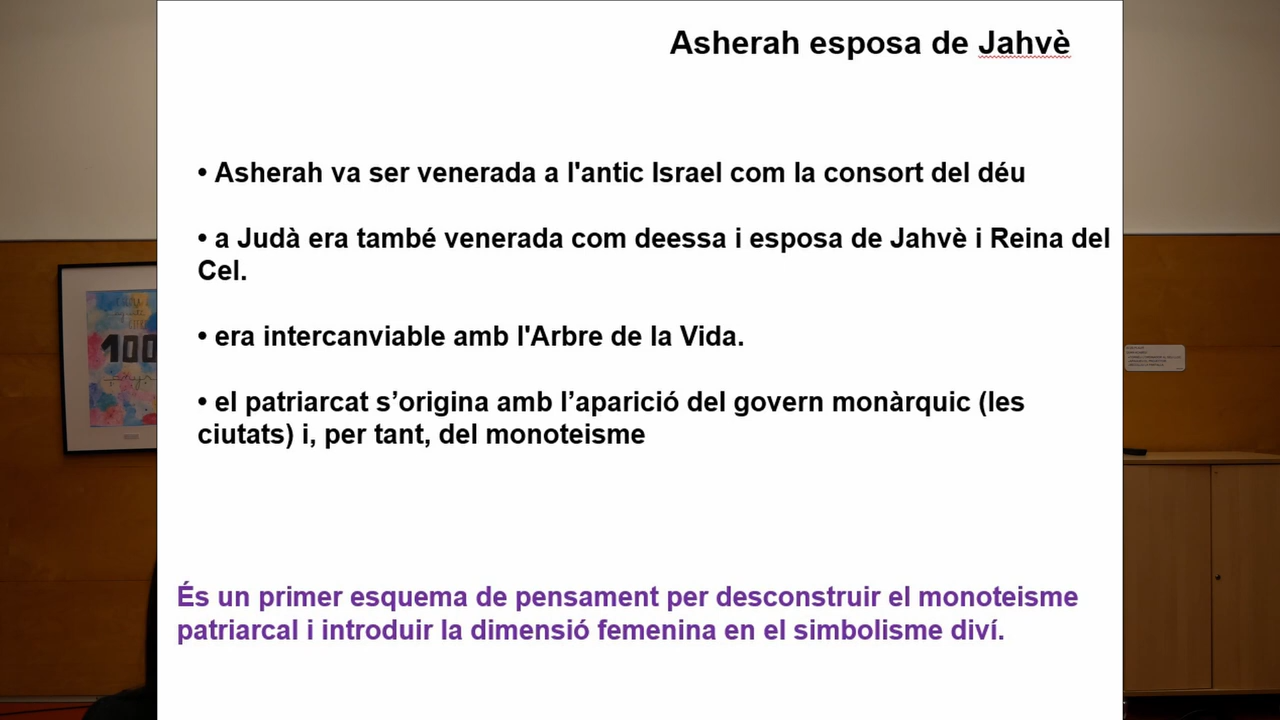 Asherah esposa de Jahvè
• Asherah va ser venerada a l'antic Israel com la consort del déu
• a Judà era també venerada com deessa i esposa de Jahvè i Reina del
Cel.
• era intercanviable amb l'Arbre de la Vida.
• el patriarcat s’origina amb l’aparició del govern monàrquic (les
ciutats) i, per tant, del monoteisme
És un primer esquema de pensament per desconstruir el monoteisme
patriarcal i introduir la dimensió femenina en el simbolisme diví.
100